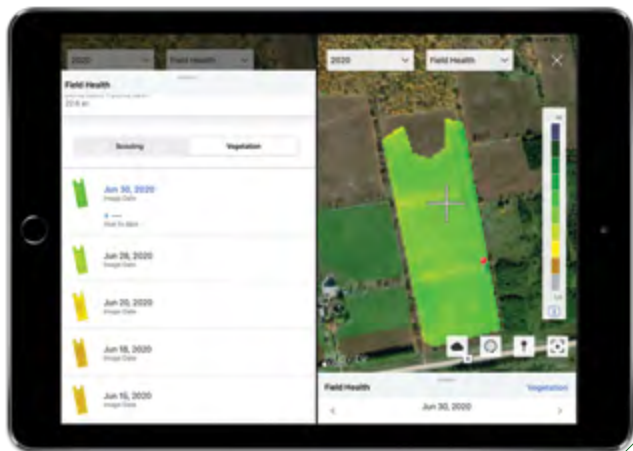 2020
Field Health
Field Health
Scouting
Vegetation
Jun 30, 2020
Image Date
Jun 28, 2020
Image Date
Jun 20, 2020
Image Date
Jun 18, 2020
Image Date
Jun 15, 2020
Image Date
2020
Field Health
Field Health
Vegetation
Jun 30, 2020